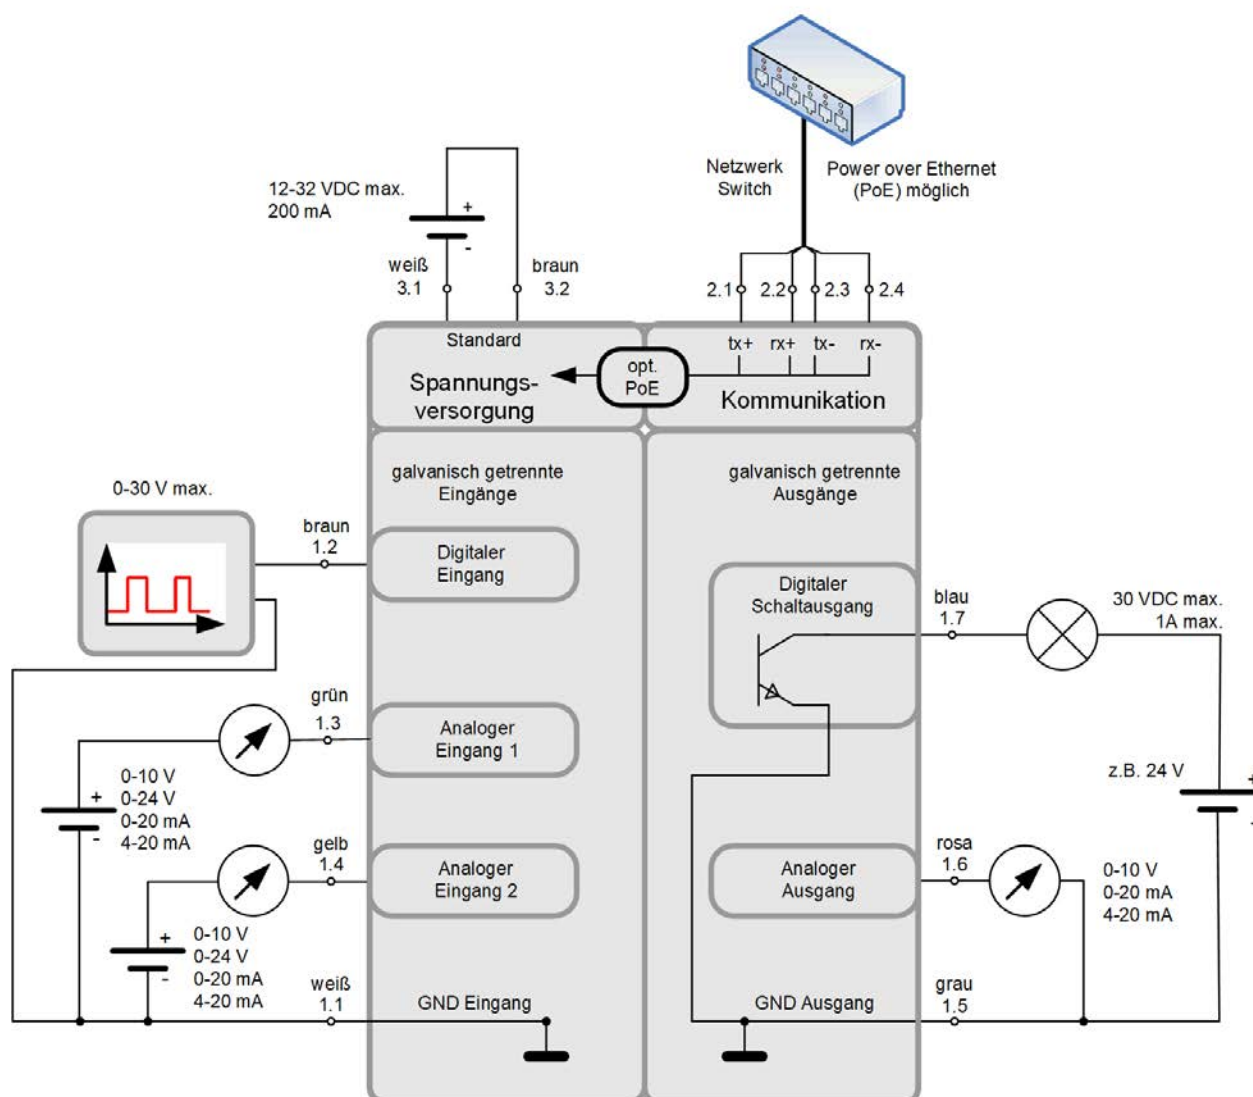 Netzwerk
Switch
Power over Ethernet
(PoE) möglich
12-32 VDC max.
200 mA
+
-
weiß
3.1
braun
3.2
2.1
2.2
2.3
2.4
Standard
Spannungs-
versorgung
opt.
PoE
tx+
rx+
tx-
rx-
Kommunikation
galvanisch getrennte
Eingänge
galvanisch getrennte
Ausgänge
0-30 V max.
braun
1.2
Digitaler
Eingang
Digitaler
Schaltausgang
blau
1.7
30 VDC max.
1A max.
grün
1.3
Analoger
Eingang 1
+
-
0-10 V
0-24 V
0-20 mA
4-20 mA
z.B. 24 V
+
-
gelb
1.4
Analoger
Eingang 2
Analoger
Ausgang
rosa
1.6
0-10 V
0-20 mA
4-20 mA
+
-
0-10 V
0-24 V
0-20 mA
4-20 mA
weiß
1.1
GND Eingang
GND Ausgang
grau
1.5